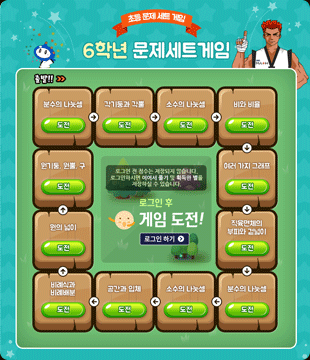 초등 문제 세트 게임
6학년 문제세트게임
출발!!
분수의 나눗셈
각기둥과 각뿔
소수의 나눗셈
비와 비율
도전
도전
도전
도전
원기둥, 원뿔, 구
여러 가지 그래프
도전
도전
로그인 전 점수는 저장되지 않습니다.
로그인하시면 이어서 풀기 및 획득한 별을
저장하실 수 있습니다.
로그인 후
게임 도전!
로그인 하기
원의 넓이
직육면체의
부피와 겉넓이
도전
도전
비례식과
비례배분
공간과 입체
소수의 나눗셈
분수의 나눗셈
도전
도전
도전
도전